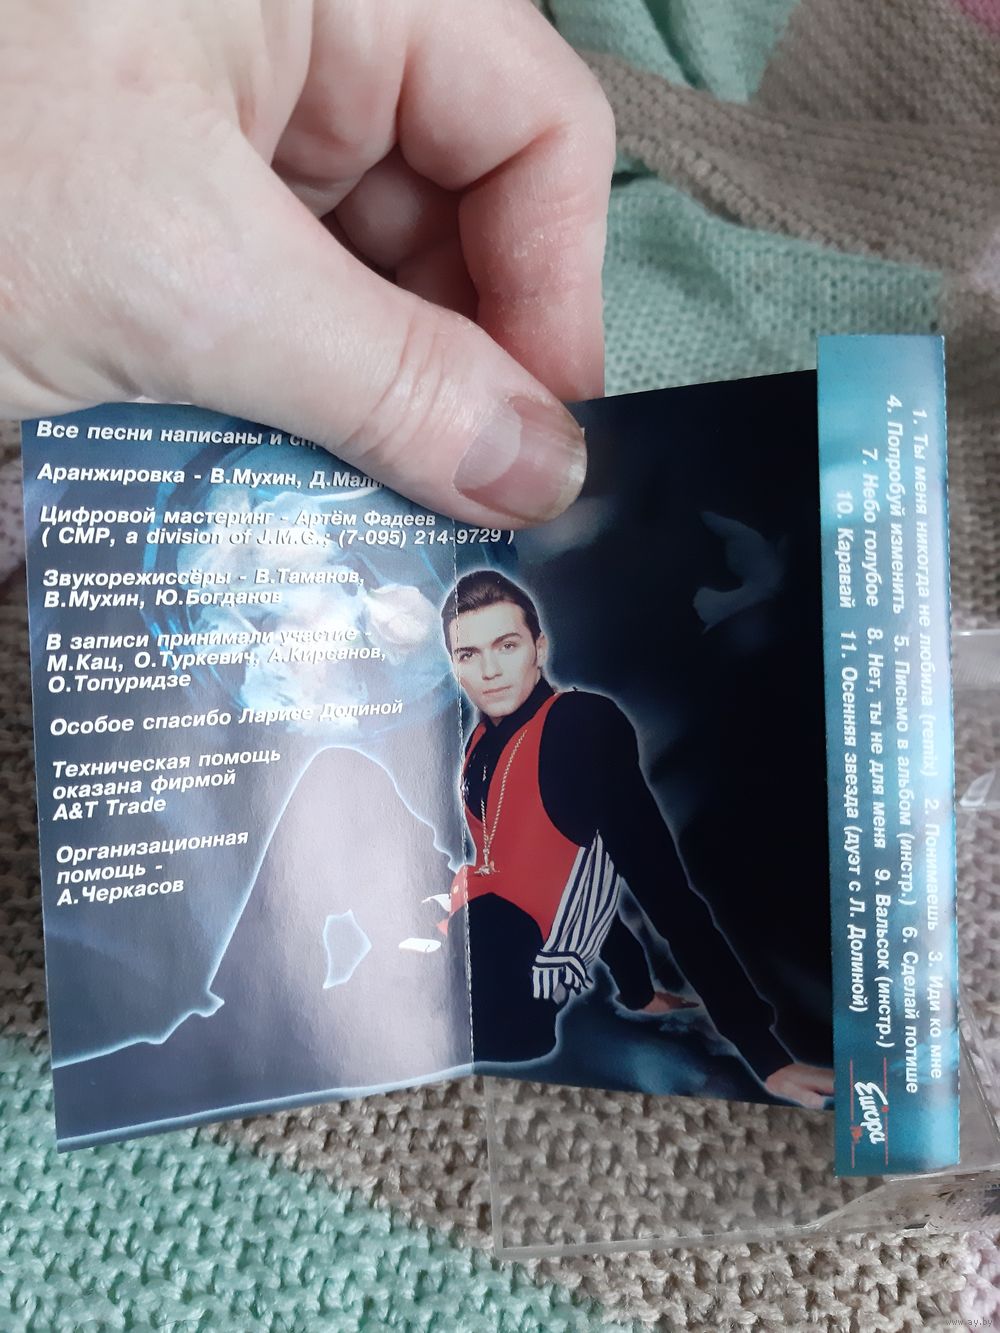 Все песни написаны и
Аранжировка - В.Мухин,
Цифровой мастеринг - Артём Фадеев
( CMP, a division of J.M.G.; (7-095) 214-9729 )
Звукорежиссёры - В.Таманов,
В.Мухин, Ю.Богданов
В записи принимали участие -
М.Кац, О.Туркевич, А.Кирсанов,
О.Топуридзе
Особое спасибо Ларисе Долиной
Техническая помощь
оказана фирмой
A&T Trade
Организационная
помощь -
А.Черкасов
1. Ты меня никогда не любила (remix) 2. Понимаешь 3. Иди ко мне
4. Попробуй изменить 5. Письмо в альбом (инстр.) 6. Сделай потише
7. Небо голубое 8. Нет, ты не для меня 9. Вальсок (инстр.)
10. Каравай 11. Осенняя звезда (дуэт с Л. Долиной)
Европа
www.ay.by